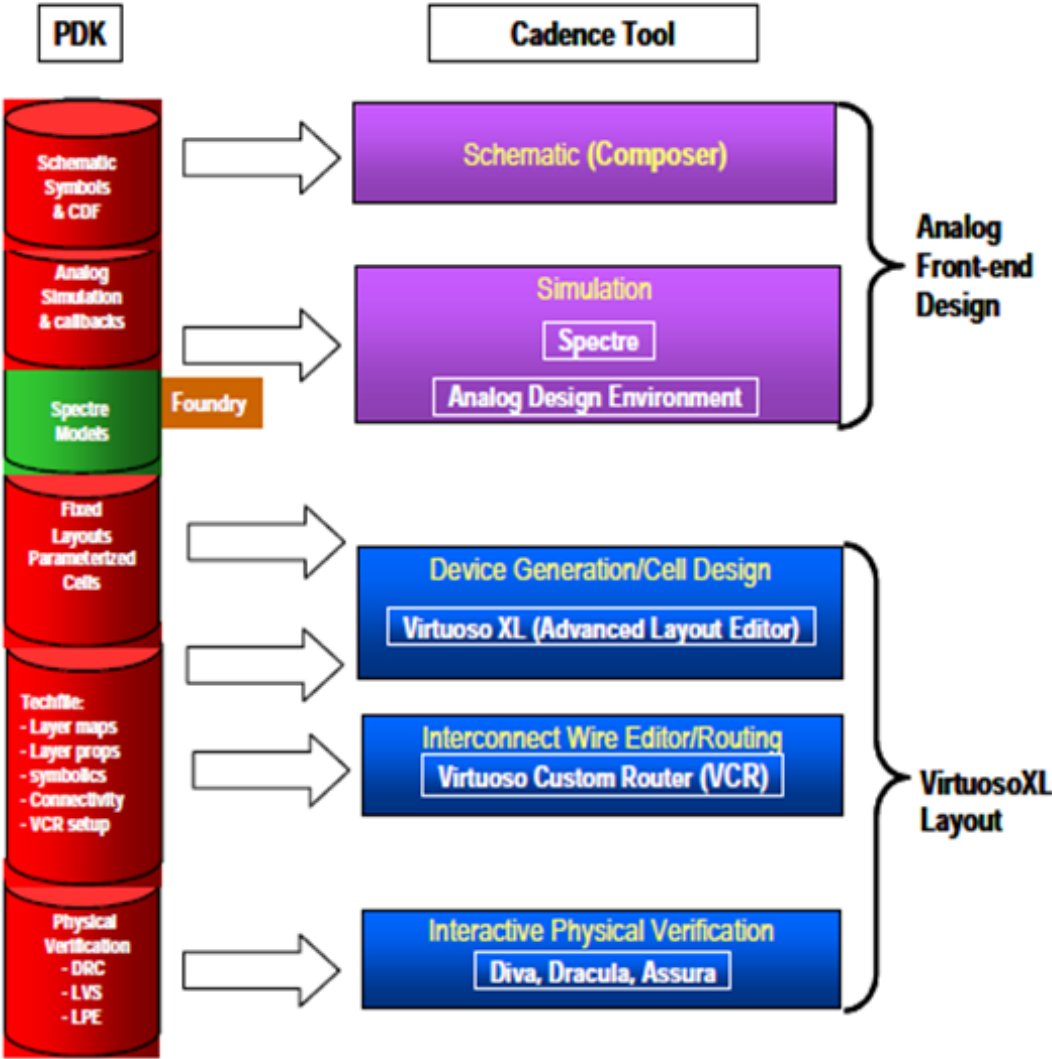 PDK
Cadence Tool
Schematic
Symbols
& CDF
Schematic (Composer)
Analog
Front-end
Design
Analog
Simulation
& callbacks
Simulation
Spectre
Analog Design Environment
Spectre
Models
Foundry
Fixed
Layouts
Parameterized
Cells
Device Generation/Cell Design
Virtuoso XL (Advanced Layout Editor)
Techfile:
- Layer maps
- Layer props
- symbolics
- Connectivity
- VCR setup
Interconnect Wire Editor/Routing
Virtuoso Custom Router (VCR)
VirtuosoXL
Layout
Physical
Verification
- DRC
- LVS
- LPE
Interactive Physical Verification
Diva, Dracula, Assura